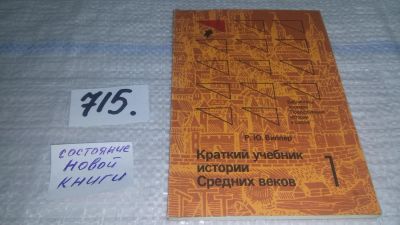 715.
состояние
новой
книги
Р. Ю. Виппер
Краткий учебник
истории
Средних веков
1